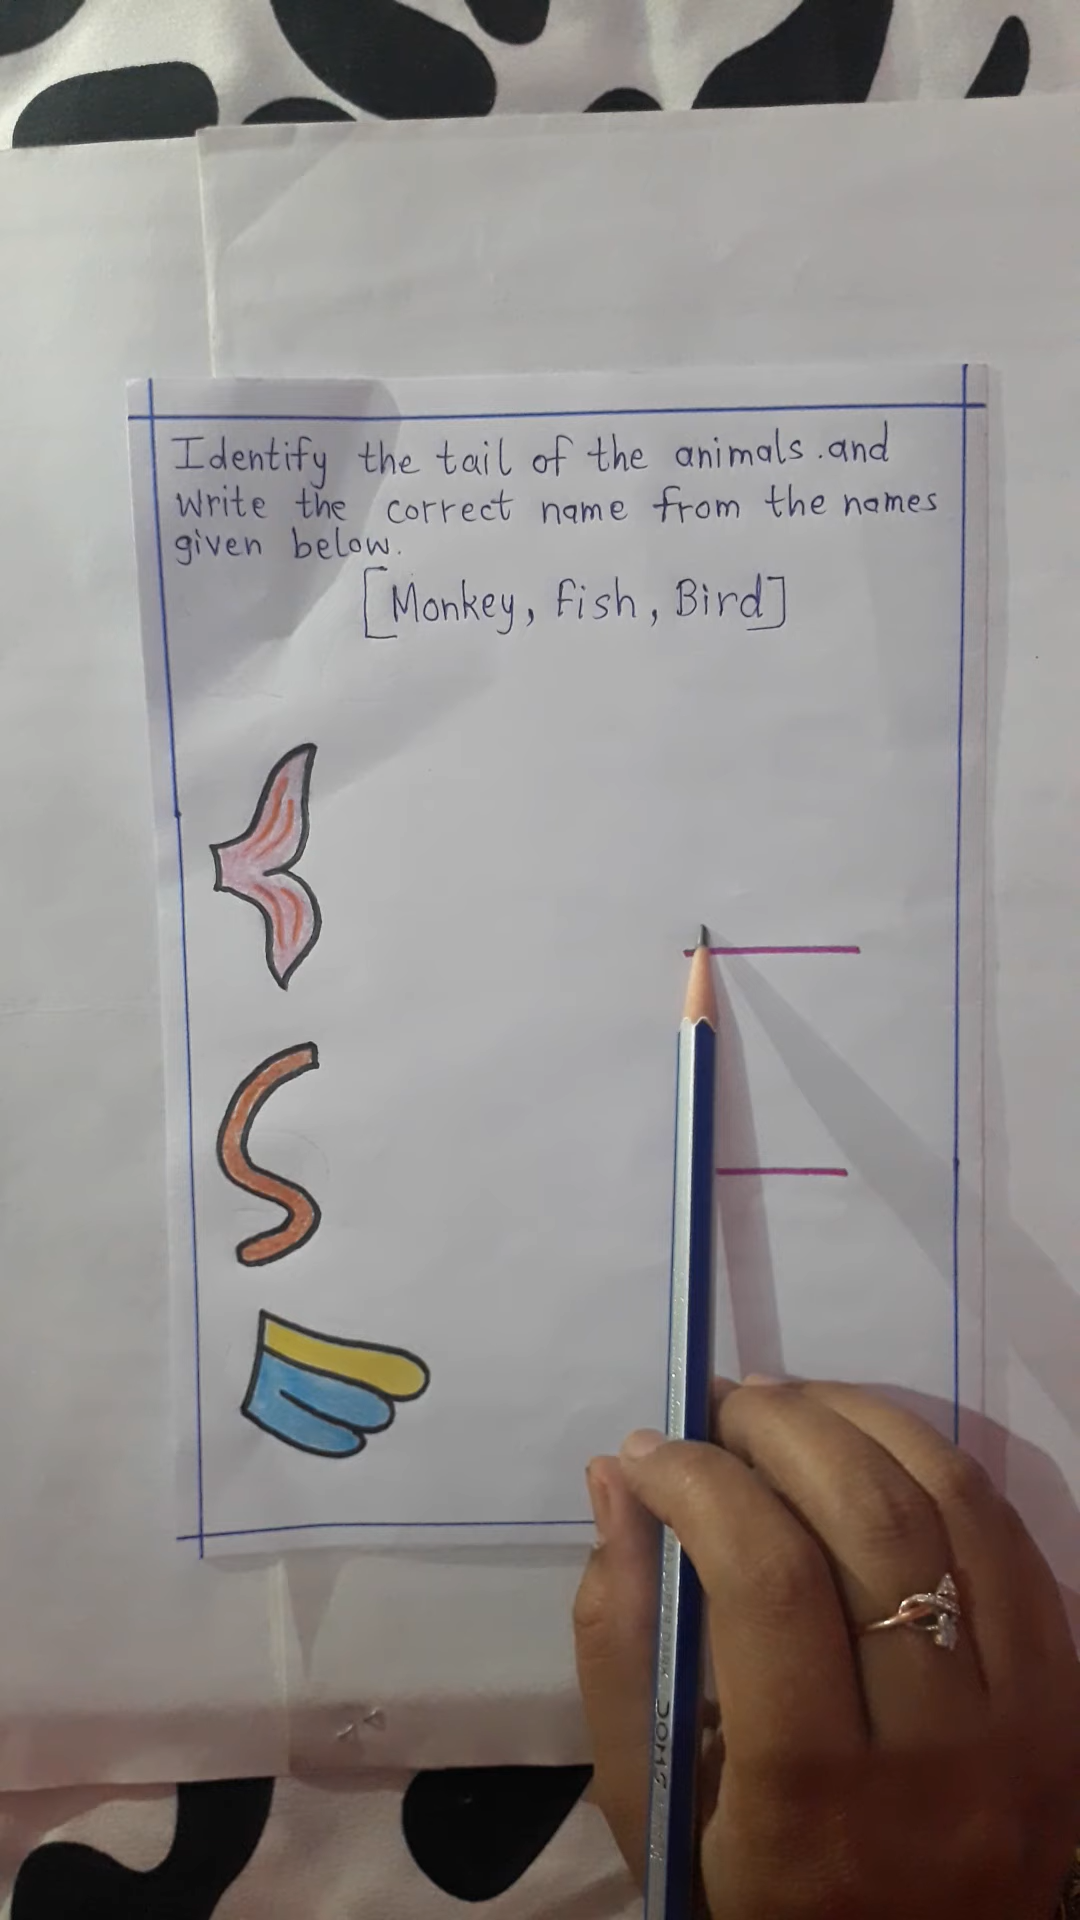 Identify the tail of the animals.and
Write the correct name from the names
given below.
[Monkey, Fish, Bird]
DOMS